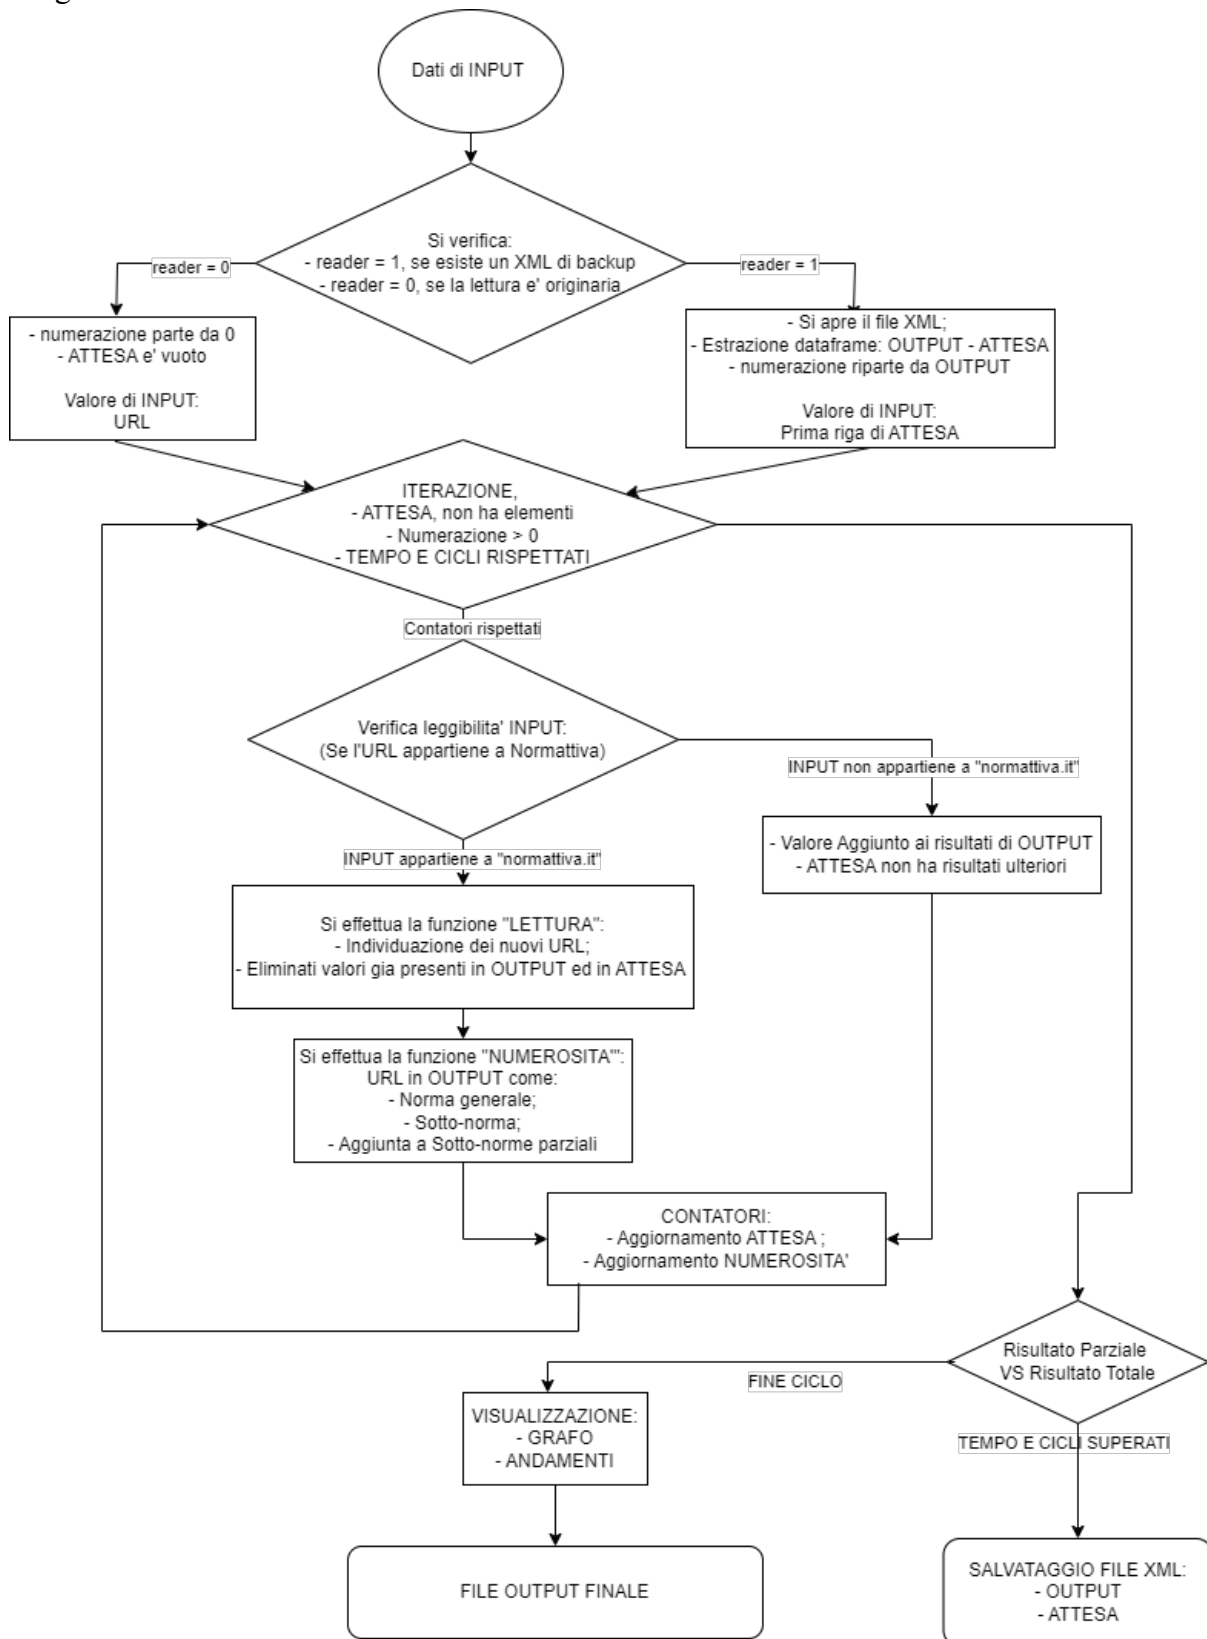 Dati di INPUT
Si verifica:
- reader = 1, se esiste un XML di backup
- reader = 0, se la lettura e' originaria
reader = 0
reader = 1
- numerazione parte da 0
- ATTESA e' vuoto
Valore di INPUT:
URL
- Si apre il file XML;
- Estrazione dataframe: OUTPUT - ATTESA
- numerazione riparte da OUTPUT
Valore di INPUT:
Prima riga di ATTESA
ITERAZIONE,
- ATTESA, non ha elementi
- Numerazione > 0
- TEMPO E CICLI RISPETTATI
Contatori rispettati
Verifica leggibilita' INPUT:
(Se l'URL appartiene a Normattiva)
INPUT non appartiene a "normattiva.it"
- Valore Aggiunto ai risultati di OUTPUT
- ATTESA non ha risultati ulteriori
INPUT appartiene a "normattiva.it"
Si effettua la funzione "LETTURA":
- Individuazione dei nuovi URL;
- Eliminati valori gia presenti in OUTPUT ed in ATTESA
Si effettua la funzione "NUMEROSITA'":
URL in OUTPUT come:
- Norma generale;
- Sotto-norma;
- Aggiunta a Sotto-norme parziali
CONTATORI:
- Aggiornamento ATTESA ;
- Aggiornamento NUMEROSITA'
Risultato Parziale
VS Risultato Totale
FINE CICLO
TEMPO E CICLI SUPERATI
VISUALIZZAZIONE:
- GRAFO
- ANDAMENTI
FILE OUTPUT FINALE
SALVATAGGIO FILE XML:
- OUTPUT
- ATTESA